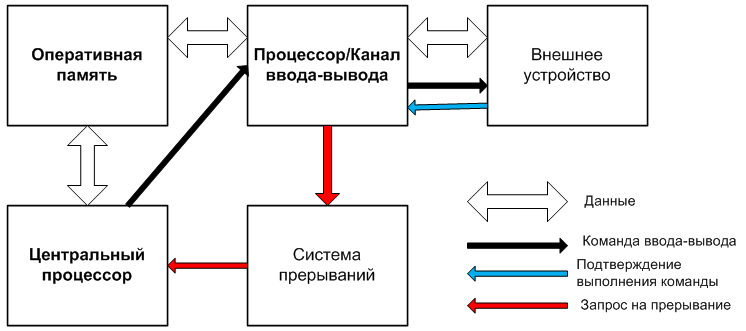 Оперативная
память
Процессор/Канал
ввода-вывода
Внешнее
устройство
Центральный
процессор
Система
прерываний
Данные
Команда ввода-вывода
Подтверждение
выполнения команды
Запрос на прерывание